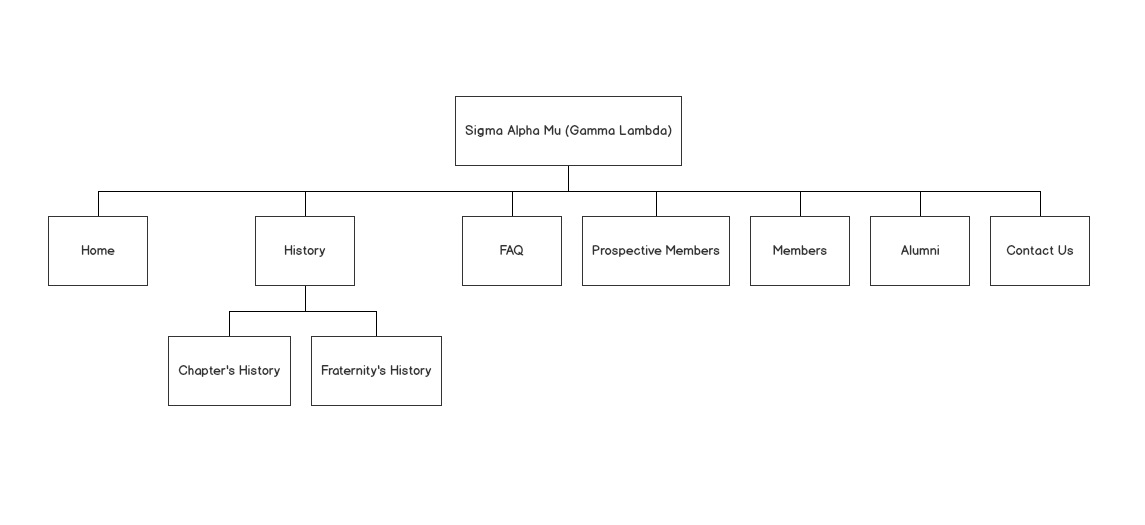 Sigma Alpha Mu (Gamma Lambda)
Home
History
FAQ
Prospective Members
Members
Alumni
Contact Us
Chapter's History
Fraternity's History